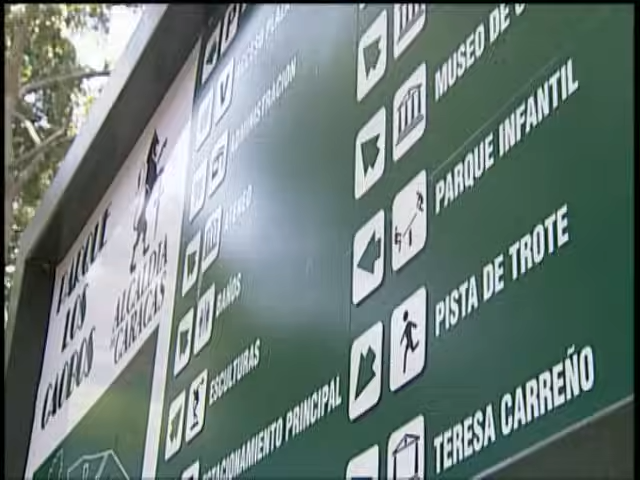 PARQUE
LOS
CAOBOS
ALCALDÍA
CARACAS
ADMINISTRACION
ATENEO
BAÑOS
ESCULTURAS
ESTACIONAMIENTO PRINCIPAL
MUSEO DE
PARQUE INFANTIL
PISTA DE TROTE
TERESA CARREÑO